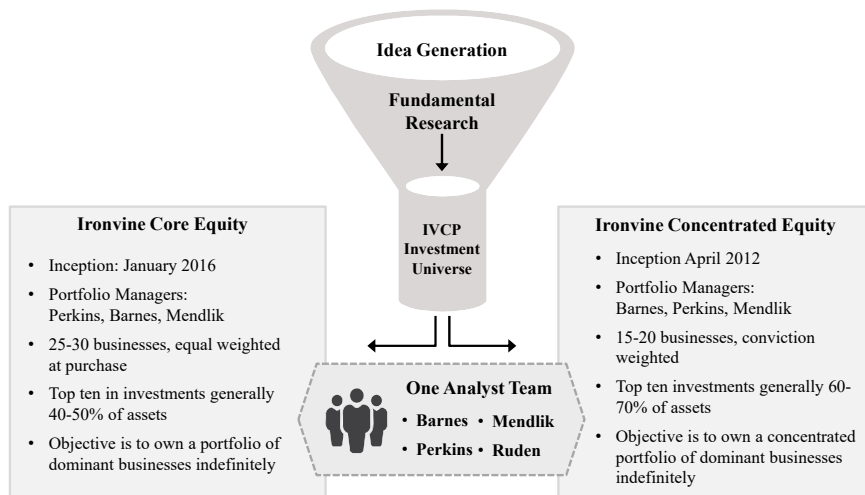 Idea Generation
Fundamental
Research
IVCP
Investment
Universe
Ironvine Core Equity
• Inception: January 2016
• Portfolio Managers:
Perkins, Barnes, Mendlik
• 25-30 businesses, equal weighted
at purchase
• Top ten in investments generally
40-50% of assets
• Objective is to own a portfolio of
dominant businesses indefinitely
One Analyst Team
• Barnes • Mendlik
• Perkins • Ruden
Ironvine Concentrated Equity
• Inception April 2012
• Portfolio Managers:
Barnes, Perkins, Mendlik
• 15-20 businesses, conviction
weighted
• Top ten investments generally 60-
70% of assets
• Objective is to own a concentrated
portfolio of dominant businesses
indefinitely